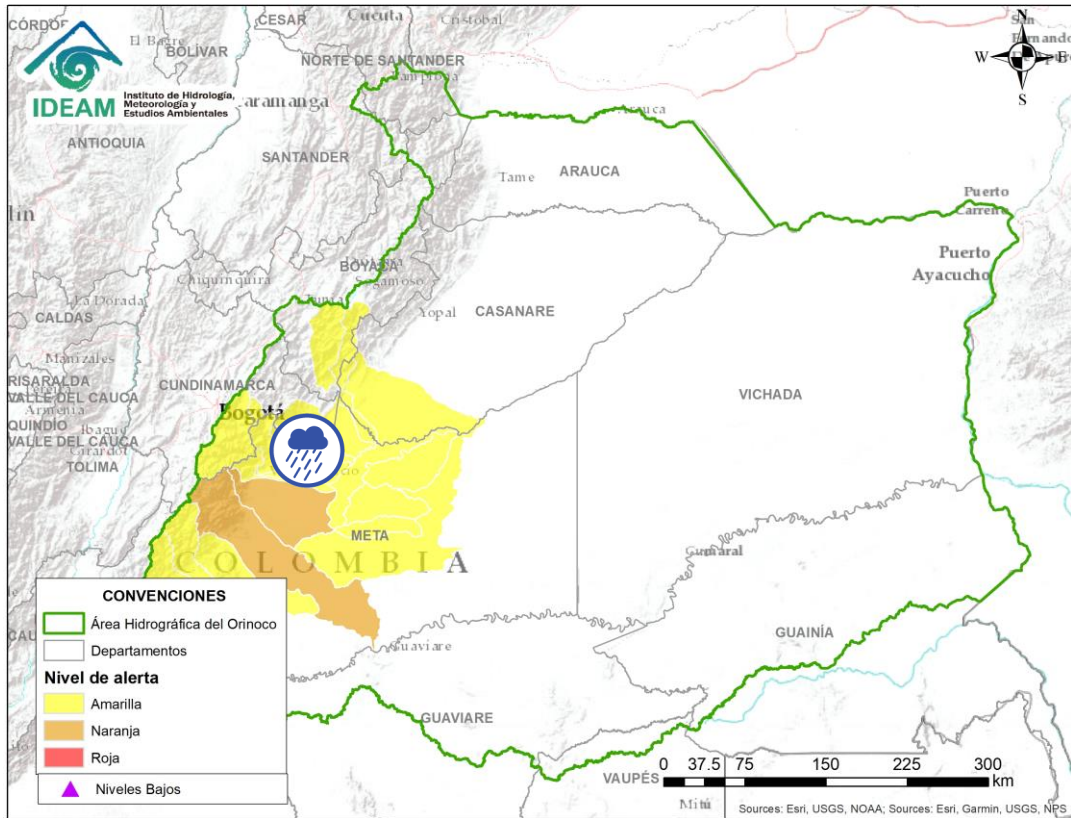 IDEAM
Instituto de Hidrología,
Meteorología y
Estudios Ambientales
N
W
E
S
El Bagre
BOLÍVAR
CESAR
Cucuta
Cristobal
San
Fernando
NORTE DE SANTANDER
Arauca
ANTIOQUIA
SANTANDER
Tame
ARAUCA
Puerto
Carreño
Puerto
Ayacucho
BOYACÁ
Sogamoso
Chiquinquira
Tunja
La Dorada
Yopal
CASANARE
CALDAS
Manizales
VICHADA
RISARALDA
CUNDINAMARCA
VALLE DEL CAUCA
Armenia
Bogotá
QUINDÍO
Ibague
VALLE DEL CAUCA
Girardot
TOLIMA
META
COLOMBIA
Gumaral
GUAINÍA
Guaviare
GUAVIARE
VAUPÉS
Mitú
CONVENCIONES
Área Hidrográfica del Orinoco
Departamentos
Nivel de alerta
Amarilla
Naranja
Roja
Niveles Bajos
0 37.5 75 150 225 300
km
Sources: Esri, USGS, NOAA; Sources: Esri, Garmin, USGS, NPS